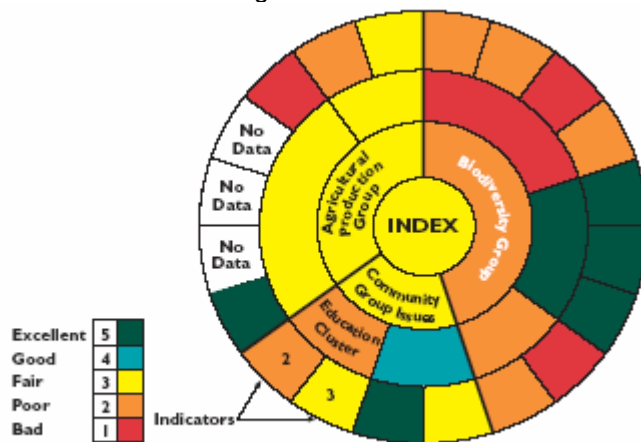 No
Data
No
Data
No
Data
Agricultural
Production
Group
Biodiversity Group
INDEX
Community
Group Issues
Education
Cluster
2
3
Indicators
Excellent 5
Good 4
Fair 3
Poor 2
Bad 1